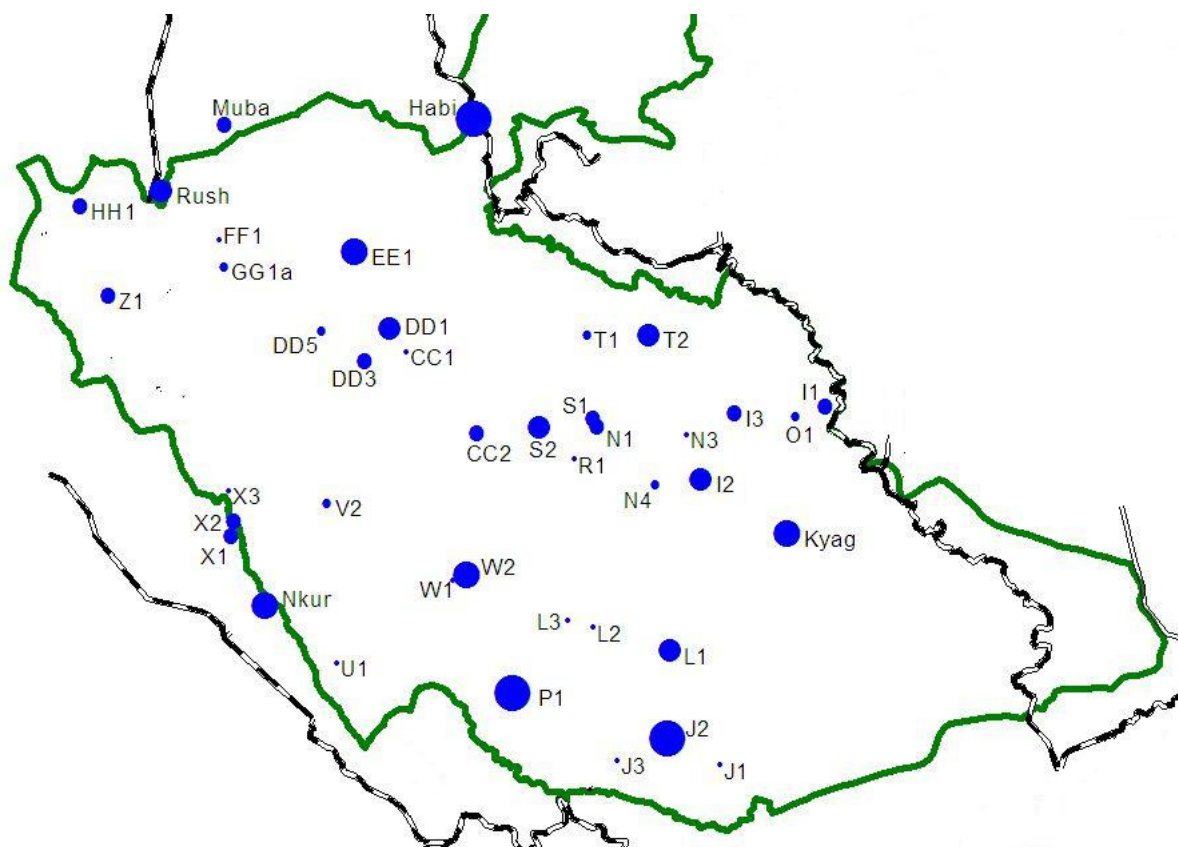 Muba
Habi
Rush
HH1
FF1
GG1a
EE1
Z1
DD1
DD5
CC1
DD3
T1
T2
S1
I1
I3
O1
N1
N3
CC2
S2
R1
I2
N4
X3
V2
X2
X1
Kyag
W2
W1
Nkur
L3
L2
L1
U1
P1
J2
J3
J1